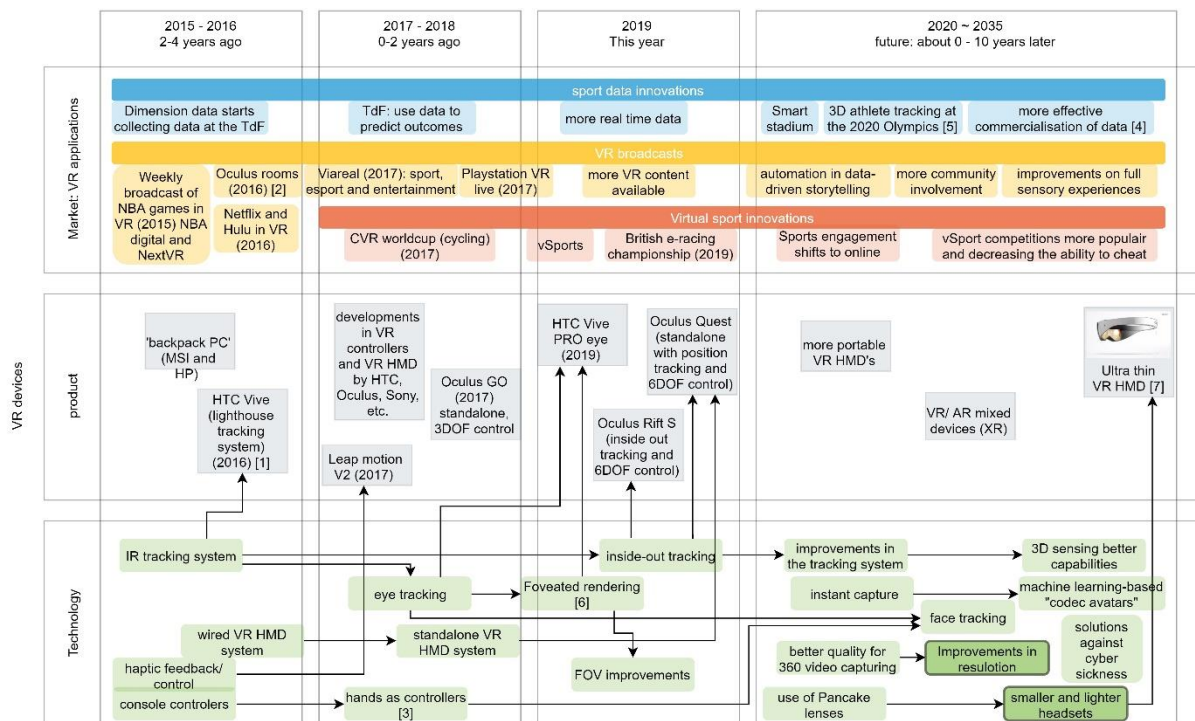 2015 - 2016
2-4 years ago
2017 - 2018
0-2 years ago
2019
This year
2020 ~ 2035
future: about 0 - 10 years later
Market: VR applications
sport data innovations
Dimension data starts
collecting data at the TdF
TdF: use data to
predict outcomes
more real time data
Smart
stadium
3D athlete tracking at
the 2020 Olympics [5]
more effective
commercialisation of data [4]
VR broadcasts
Weekly
broadcast of
NBA games in
VR (2015) NBA
digital and
NextVR
Oculus rooms
(2016) [2]
Netflix and
Hulu in VR
(2016)
Viareal (2017): sport,
esport and entertainment
Playstation VR
live (2017)
more VR content
available
automation in data-
driven storytelling
more community
involvement
improvements on full
sensory experiences
Virtual sport innovations
CVR worldcup (cycling)
(2017)
vSports
British e-racing
championship (2019)
Sports engagement
shifts to online
vSport competitions more populair
and decreasing the ability to cheat
VR devices
product
'backpack PC'
(MSI and
HP)
HTC Vive
(lighthouse
tracking
system)
(2016) [1]
developments
in VR
controllers
and VR HMD
by HTC,
Oculus, Sony,
etc.
Oculus GO
(2017)
standalone,
3DOF control
Leap motion
V2 (2017)
HTC Vive
PRO eye
(2019)
Oculus Quest
(standalone
with position
tracking and
6DOF control)
Oculus Rift S
(inside out
tracking and
6DOF control)
more portable
VR HMD's
VR/ AR mixed
devices (XR)
Ultra thin
VR HMD [7]
Technology
IR tracking system
inside-out tracking
improvements in
the tracking system
3D sensing better
capabilities
eye tracking
Foveated rendering
[6]
instant capture
machine learning-based
"codec avatars"
face tracking
wired VR HMD
system
standalone VR
HMD system
FOV improvements
better quality for
360 video capturing
Improvements in
resulotion
solutions
against
cyber
sickness
haptic feedback/
control
console controlers
hands as controllers
[3]
use of Pancake
lenses
smaller and lighter
headsets